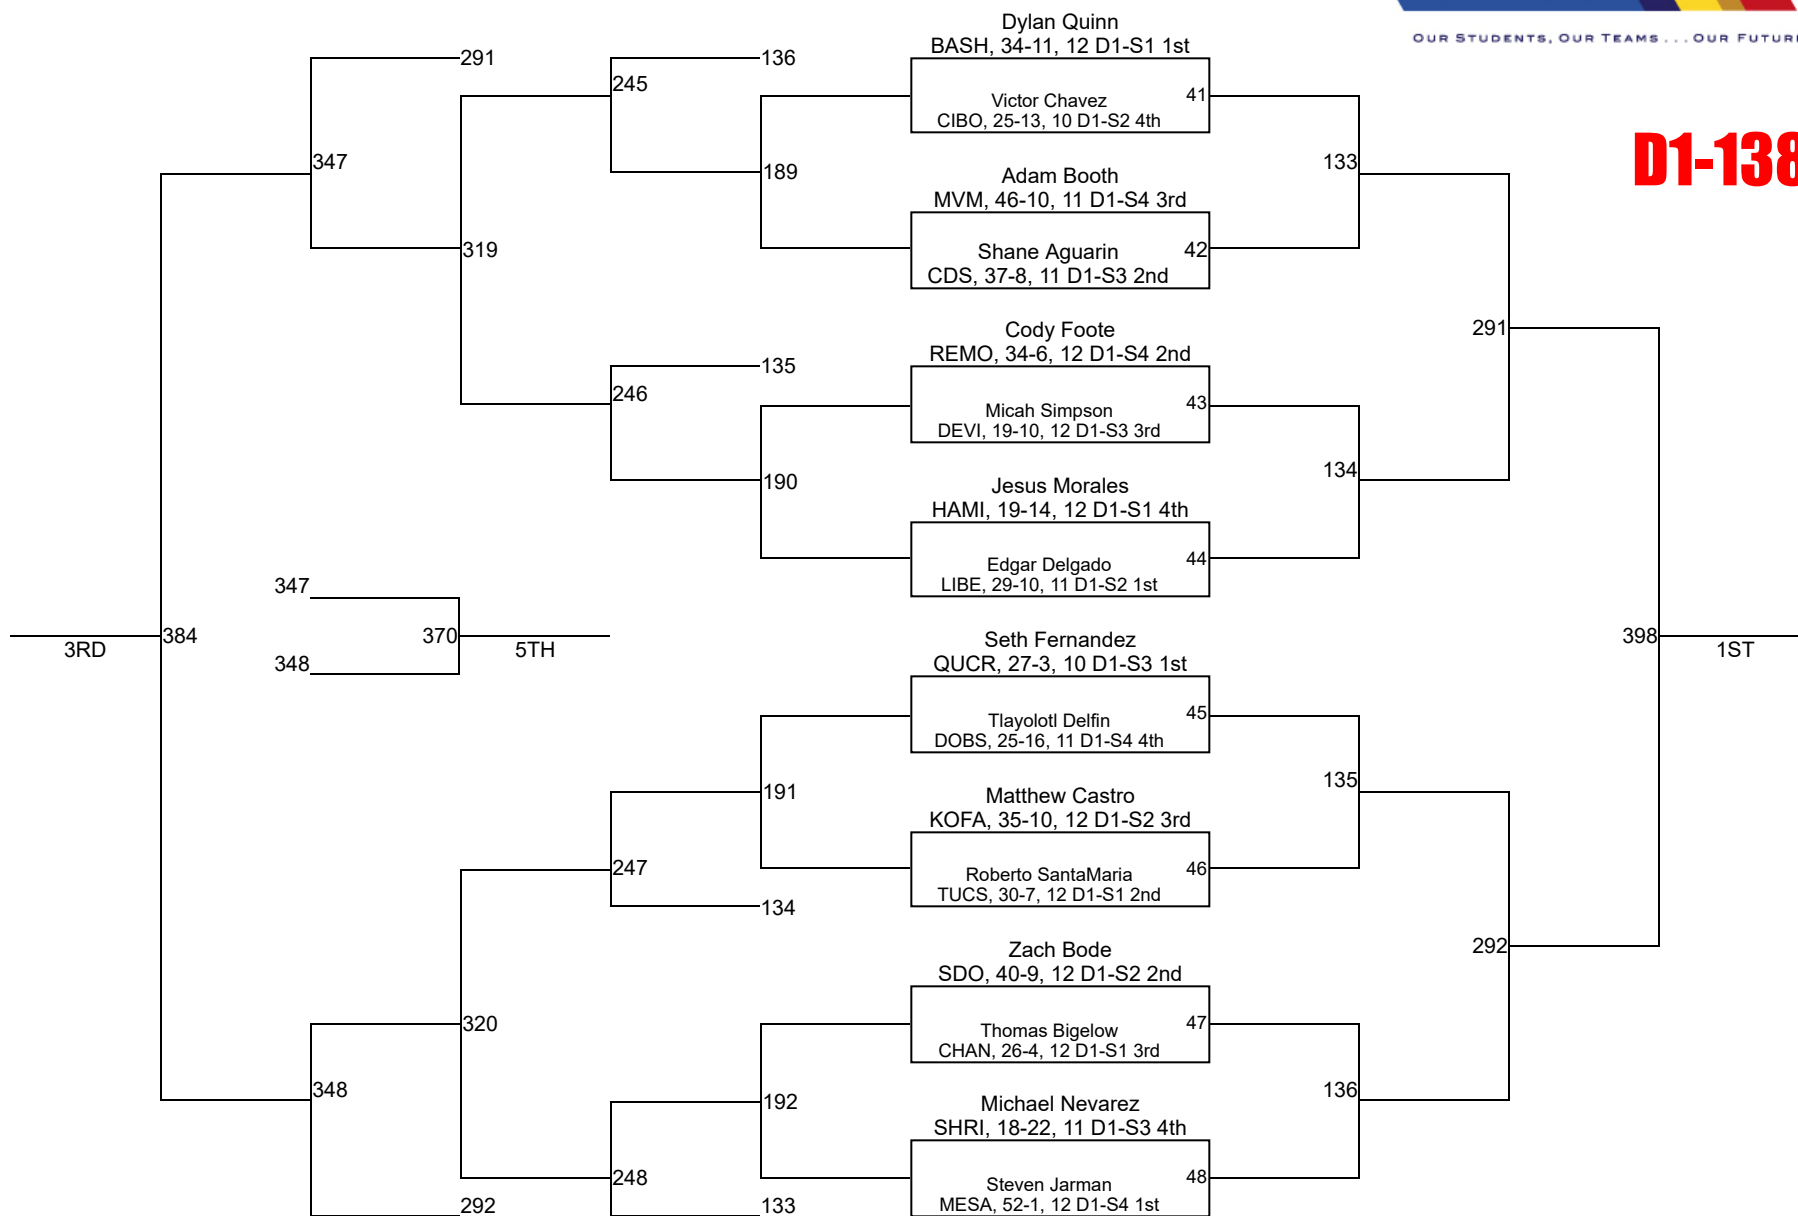 OUR STUDENTS, OUR TEAMS...OUR FUTUR
D1-138
Dylan Quinn
BASH, 34-11, 12 D1-S1 1st
Victor Chavez
CIBO, 25-13, 10 D1-S2 4th
41
Adam Booth
MVM, 46-10, 11 D1-S4 3rd
Shane Aguarin
CDS, 37-8, 11 D1-S3 2nd
42
Cody Foote
REMO, 34-6, 12 D1-S4 2nd
Micah Simpson
DEVI, 19-10, 12 D1-S3 3rd
43
Jesus Morales
HAMI, 19-14, 12 D1-S1 4th
Edgar Delgado
LIBE, 29-10, 11 D1-S2 1st
44
Seth Fernandez
QUCR, 27-3, 10 D1-S3 1st
Tlayolotl Delfin
DOBS, 25-16, 11 D1-S4 4th
45
Matthew Castro
KOFA, 35-10, 12 D1-S2 3rd
Roberto SantaMaria
TUCS, 30-7, 12 D1-S1 2nd
46
Zach Bode
SDO, 40-9, 12 D1-S2 2nd
Thomas Bigelow
CHAN, 26-4, 12 D1-S1 3rd
47
Michael Nevarez
SHRI, 18-22, 11 D1-S3 4th
Steven Jarman
MESA, 52-1, 12 D1-S4 1st
48
133
134
135
136
291
292
398
1ST
136
189
135
190
191
134
192
133
245
246
247
248
291
319
320
292
347
348
384
3RD
347
348
370
5TH